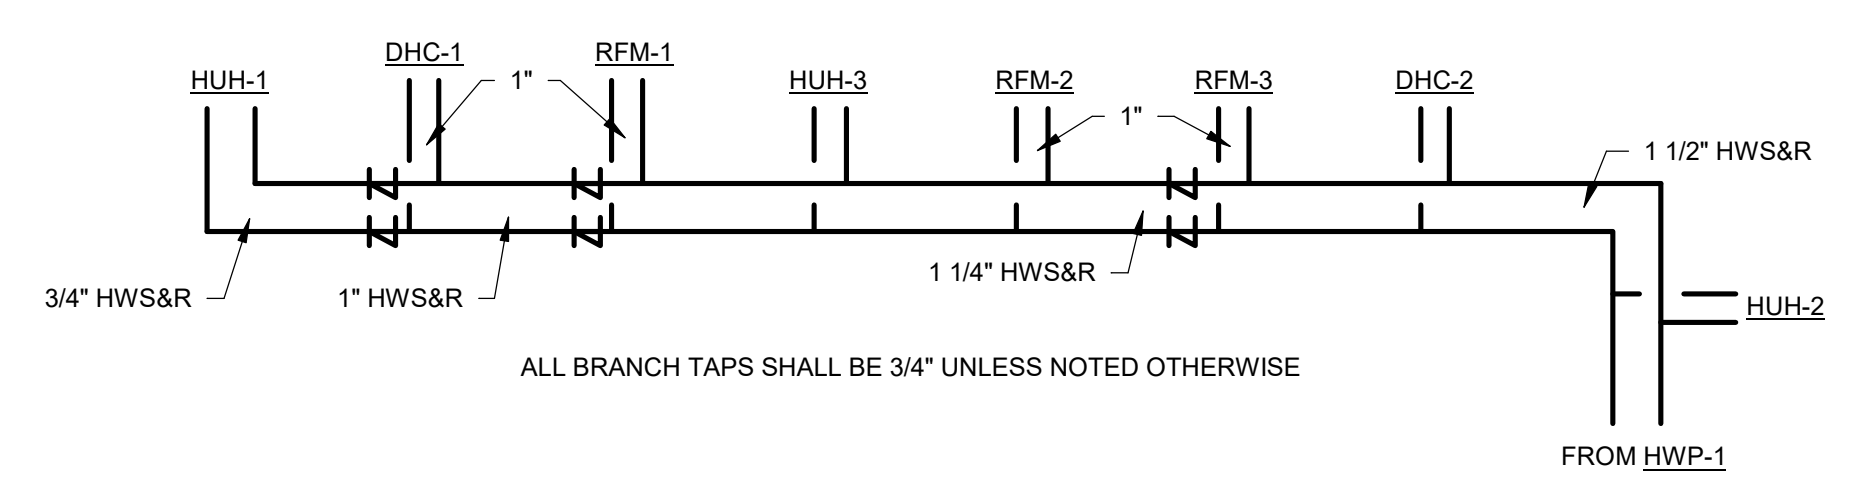 DHC-1
RFM-1
HUH-1
1"
HUH-3
RFM-2
RFM-3
DHC-2
1"
1 1/2" HWS&R
1 1/4" HWS&R
3/4" HWS&R
1" HWS&R
HUH-2
ALL BRANCH TAPS SHALL BE 3/4" UNLESS NOTED OTHERWISE
FROM HWP-1